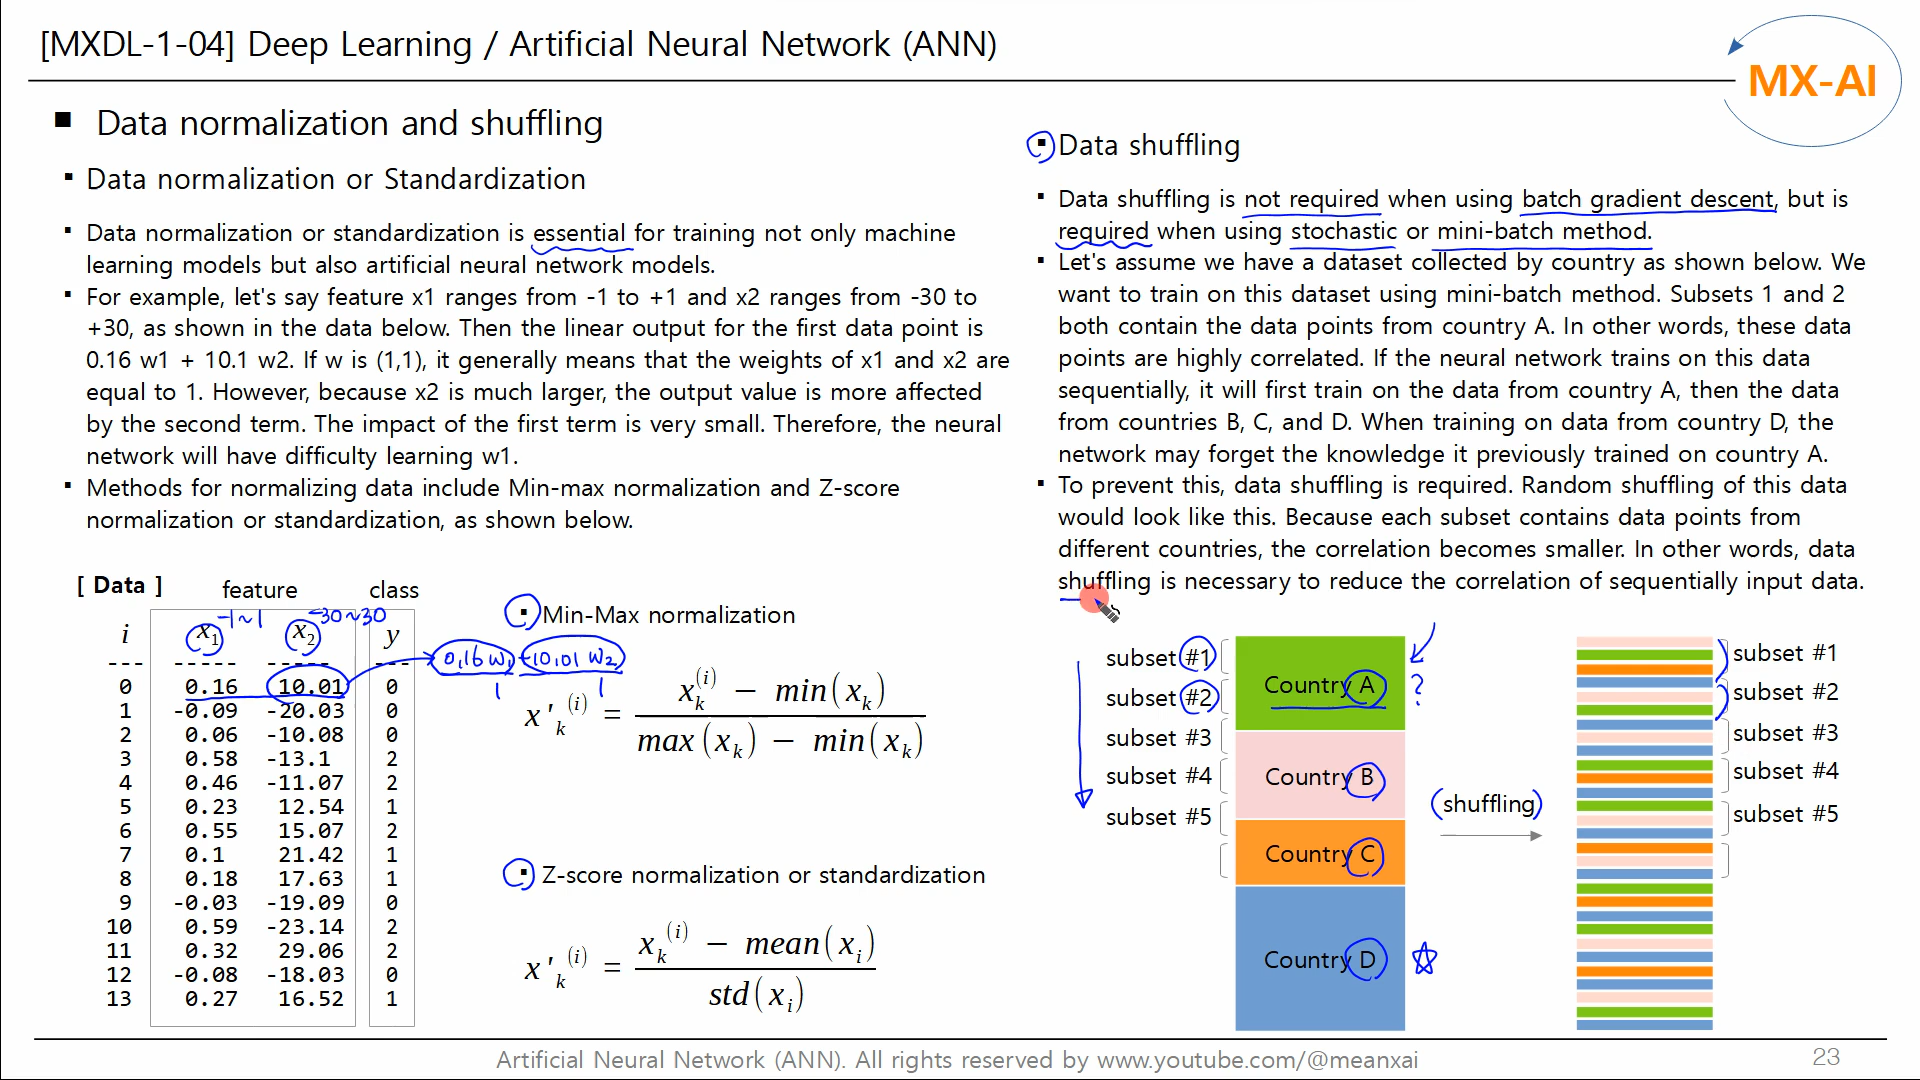 [MXDL-1-04] Deep Learning / Artificial Neural Network (ANN)
MX-AI
■ Data normalization and shuffling
▪ Data normalization or Standardization
▪ Data normalization or standardization is essential for training not only machine
learning models but also artificial neural network models.
▪ For example, let's say feature x1 ranges from -1 to +1 and x2 ranges from -30 to
+30, as shown in the data below. Then the linear output for the first data point is
0.16 w1 + 10.1 w2. If w is (1,1), it generally means that the weights of x1 and x2 are
equal to 1. However, because x2 is much larger, the output value is more affected
by the second term. The impact of the first term is very small. Therefore, the neural
network will have difficulty learning w1.
▪ Methods for normalizing data include Min-max normalization and Z-score
normalization or standardization, as shown below.
[ Data ]
feature class
-1~1 -30~30
i x₁ x₂ y
--- ----- ----- ---
0 0.16 10.01 0
1 -0.09 -20.03 0
2 0.06 -10.08 0
3 0.58 -13.1 2
4 0.46 -11.07 2
5 0.23 12.54 1
6 0.55 15.07 2
7 0.1 21.42 1
8 0.18 17.63 1
9 -0.03 -19.09 0
10 0.59 -23.14 2
11 0.32 29.06 2
12 -0.08 -18.03 0
13 0.27 16.52 1
▪ Min-Max normalization
0.16 w₁ + 10.01 w₂
1 1
x'ₖ⁽ⁱ⁾ = (xₖ⁽ⁱ⁾ − min(xₖ)) / (max(xₖ) − min(xₖ))
▪ Z-score normalization or standardization
x'ₖ⁽ⁱ⁾ = (xₖ⁽ⁱ⁾ − mean(xᵢ)) / std(xᵢ)
▪ Data shuffling
▪ Data shuffling is not required when using batch gradient descent, but is
required when using stochastic or mini-batch method.
▪ Let's assume we have a dataset collected by country as shown below. We
want to train on this dataset using mini-batch method. Subsets 1 and 2
both contain the data points from country A. In other words, these data
points are highly correlated. If the neural network trains on this data
sequentially, it will first train on the data from country A, then the data
from countries B, C, and D. When training on data from country D, the
network may forget the knowledge it previously trained on country A.
▪ To prevent this, data shuffling is required. Random shuffling of this data
would look like this. Because each subset contains data points from
different countries, the correlation becomes smaller. In other words, data
shuffling is necessary to reduce the correlation of sequentially input data.
subset #1
subset #2
subset #3
subset #4
subset #5
Country A
?
Country B
Country C
Country D
(shuffling)
subset #1
subset #2
subset #3
subset #4
subset #5
Artificial Neural Network (ANN). All rights reserved by www.youtube.com/@meanxai
23